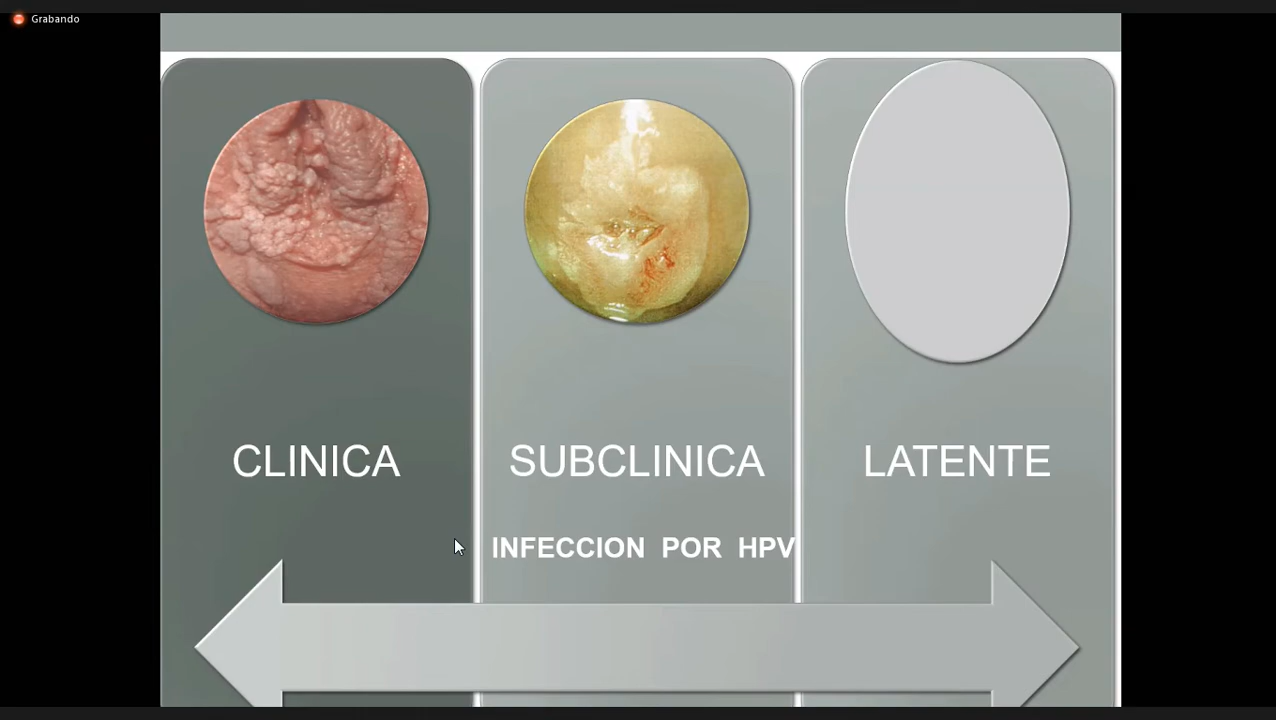 Grabando
CLINICA
SUBCLINICA
LATENTE
INFECCION POR HPV